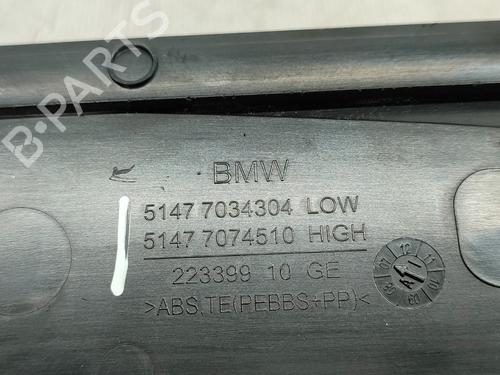 B-PARTS
BMW
5147 7034304 LOW
5147 7074510 HIGH
223399 10 GE
>ABS.TE(PEBBS+PP)<